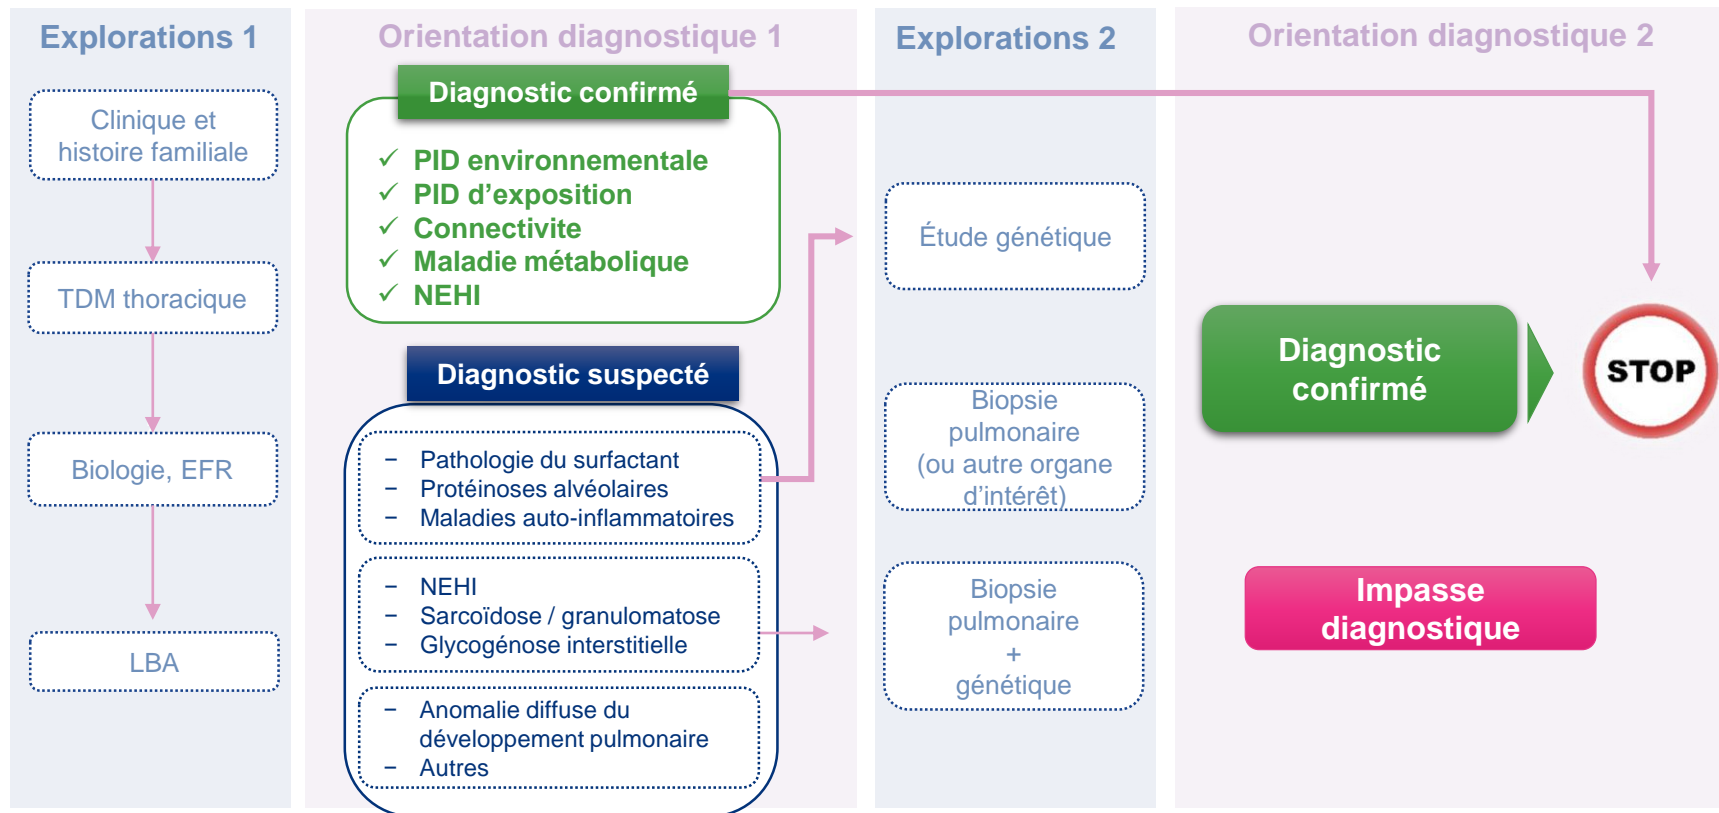 Explorations 1
Clinique et
histoire familiale
TDM thoracique
Biologie, EFR
LBA
Orientation diagnostique 1
Diagnostic confirmé
✓ PID environnementale
✓ PID d’exposition
✓ Connectivite
✓ Maladie métabolique
✓ NEHI
Diagnostic suspecté
− Pathologie du surfactant
− Protéinoses alvéolaires
− Maladies auto-inflammatoires
− NEHI
− Sarcoïdose / granulomatose
− Glycogénose interstitielle
− Anomalie diffuse du
développement pulmonaire
− Autres
Explorations 2
Étude génétique
Biopsie
pulmonaire
(ou autre organe
d’intérêt)
Biopsie
pulmonaire
+
génétique
Orientation diagnostique 2
Diagnostic
confirmé
STOP
Impasse
diagnostique